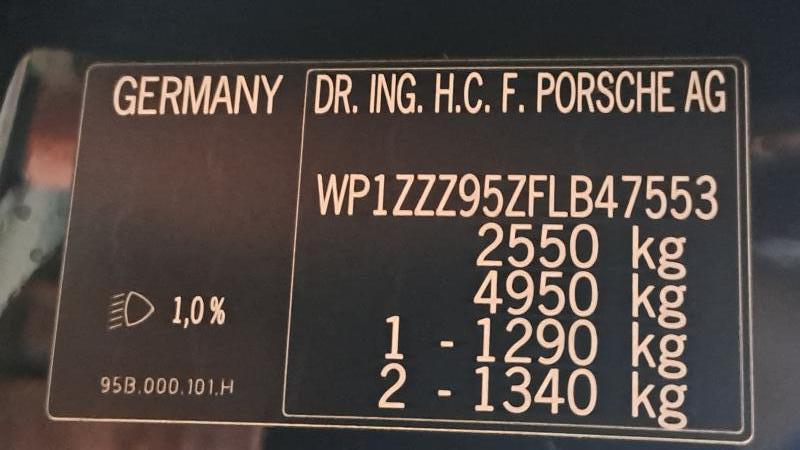 GERMANY
DR. ING. H.C. F. PORSCHE AG
WP1ZZZ95ZFLB47553
2550 kg
4950 kg
1 - 1290 kg
2 - 1340 kg
1,0 %
95B.000.101.H